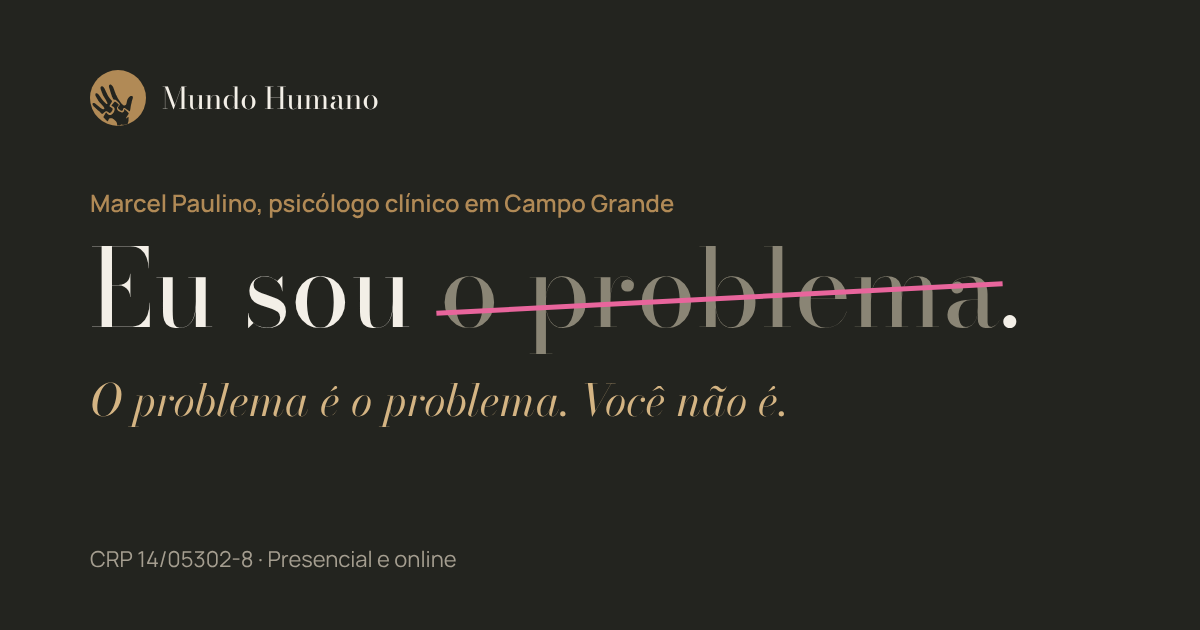 Mundo Humano
Marcel Paulino, psicólogo clínico em Campo Grande
Eu sou o problema.
O problema é o problema. Você não é.
CRP 14/05302-8 · Presencial e online